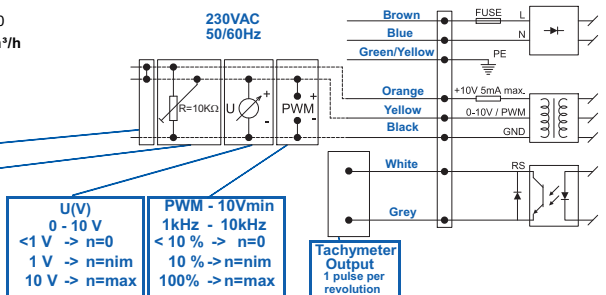 0
³/h
230VAC
50/60Hz
Brown
FUSE
L
Blue
N
Green/Yellow
PE
Orange
+10V 5mA max.
Yellow
0-10V / PWM
Black
GND
R=10KΩ
U
+
-
PWM
+
-
White
RS
Grey
U(V)
0 - 10 V
<1 V -> n=0
1 V -> n=nim
10 V -> n=max
PWM - 10Vmin
1kHz - 10kHz
< 10 % -> n=0
10 % -> n=nim
100% -> n=max
Tachymeter
Output
1 pulse per
revolution